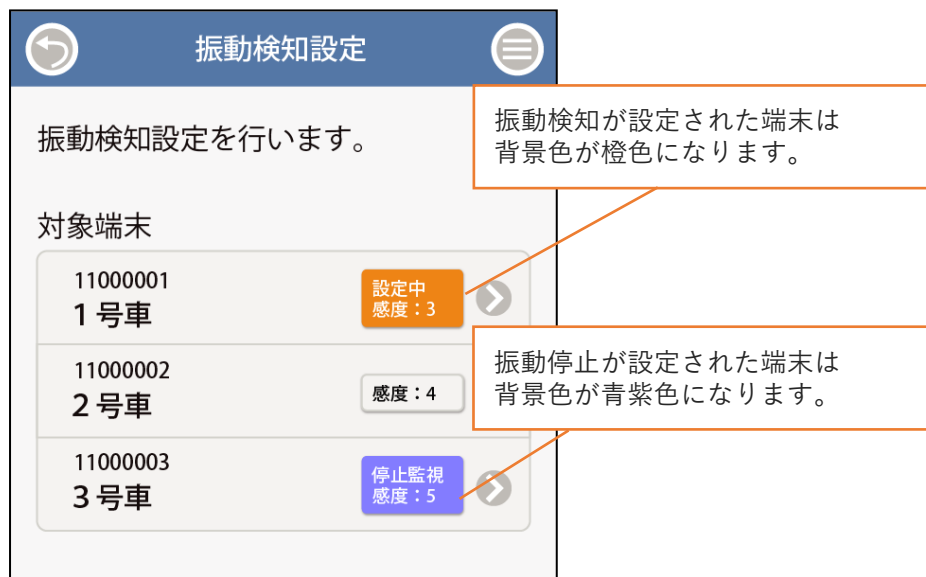 振動検知設定
振動検知設定を行います。
振動検知が設定された端末は
背景色が橙色になります。
対象端末
11000001
1号車
設定中
感度：3
振動停止が設定された端末は
背景色が青紫色になります。
11000002
2号車
感度：4
11000003
3号車
停止監視
感度：5